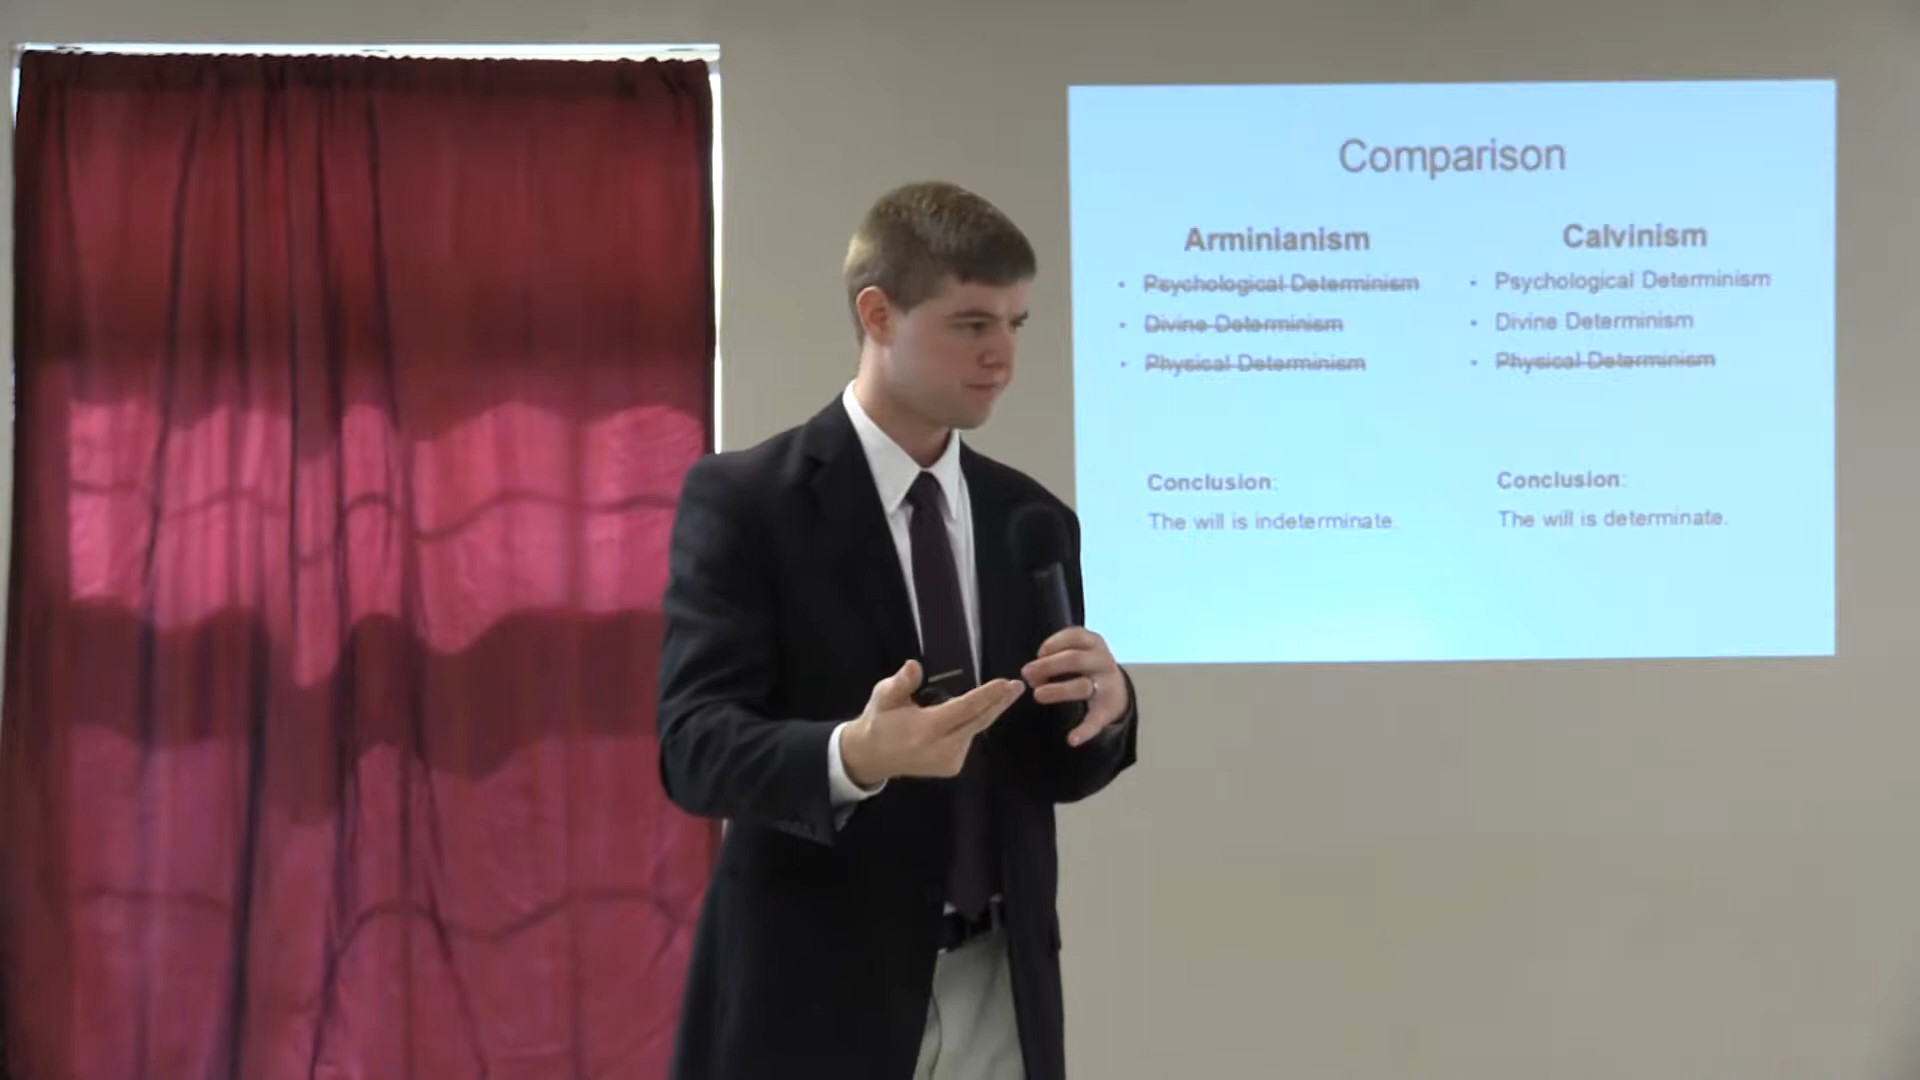 Comparison
Arminianism
• Psychological Determinism
• Divine Determinism
• Physical Determinism
Conclusion:
The will is indeterminate.
Calvinism
• Psychological Determinism
• Divine Determinism
• Physical Determinism
Conclusion:
The will is determinate.